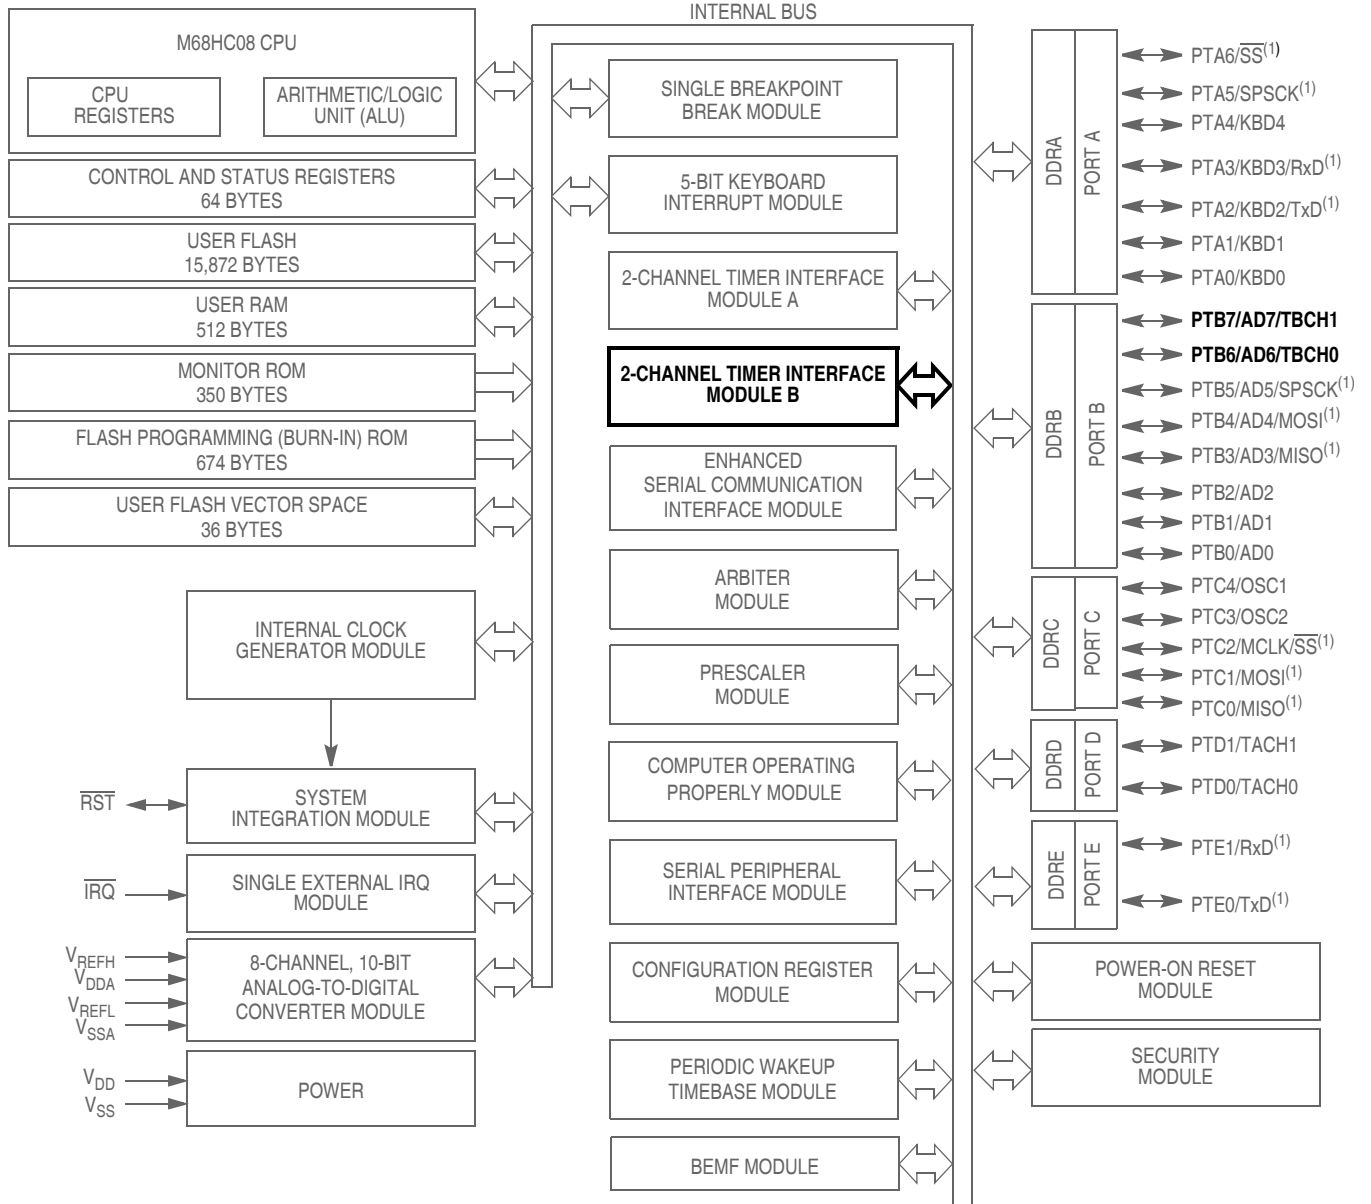 INTERNAL BUS
M68HC08 CPU
CPU
REGISTERS
ARITHMETIC/LOGIC
UNIT (ALU)
CONTROL AND STATUS REGISTERS
64 BYTES
USER FLASH
15,872 BYTES
USER RAM
512 BYTES
MONITOR ROM
350 BYTES
FLASH PROGRAMMING (BURN-IN) ROM
674 BYTES
USER FLASH VECTOR SPACE
36 BYTES
INTERNAL CLOCK
GENERATOR MODULE
RST
SYSTEM
INTEGRATION MODULE
IRQ
SINGLE EXTERNAL IRQ
MODULE
VREFH
VDDA
VREFL
VSSA
8-CHANNEL, 10-BIT
ANALOG-TO-DIGITAL
CONVERTER MODULE
VDD
VSS
POWER
SINGLE BREAKPOINT
BREAK MODULE
5-BIT KEYBOARD
INTERRUPT MODULE
2-CHANNEL TIMER INTERFACE
MODULE A
2-CHANNEL TIMER INTERFACE
MODULE B
ENHANCED
SERIAL COMMUNICATION
INTERFACE MODULE
ARBITER
MODULE
PRESCALER
MODULE
COMPUTER OPERATING
PROPERLY MODULE
SERIAL PERIPHERAL
INTERFACE MODULE
CONFIGURATION REGISTER
MODULE
PERIODIC WAKEUP
TIMEBASE MODULE
BEMF MODULE
DDRA
PORT A
PTA6/SS(1)
PTA5/SPSCK(1)
PTA4/KBD4
PTA3/KBD3/RxD(1)
PTA2/KBD2/TxD(1)
PTA1/KBD1
PTA0/KBD0
DDRB
PORT B
PTB7/AD7/TBCH1
PTB6/AD6/TBCH0
PTB5/AD5/SPSCK(1)
PTB4/AD4/MOSI(1)
PTB3/AD3/MISO(1)
PTB2/AD2
PTB1/AD1
PTB0/AD0
DDRC
PORT C
PTC4/OSC1
PTC3/OSC2
PTC2/MCLK/SS(1)
PTC1/MOSI(1)
PTC0/MISO(1)
DDRD
PORT D
PTD1/TACH1
PTD0/TACH0
DDRE
PORT E
PTE1/RxD(1)
PTE0/TxD(1)
POWER-ON RESET
MODULE
SECURITY
MODULE